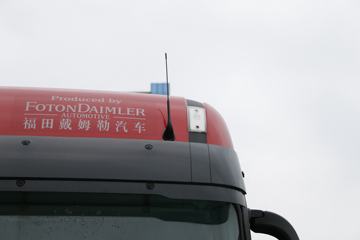 Produced by
FOTONDAIMLER
AUTOMOTIVE
福田戴姆勒汽车